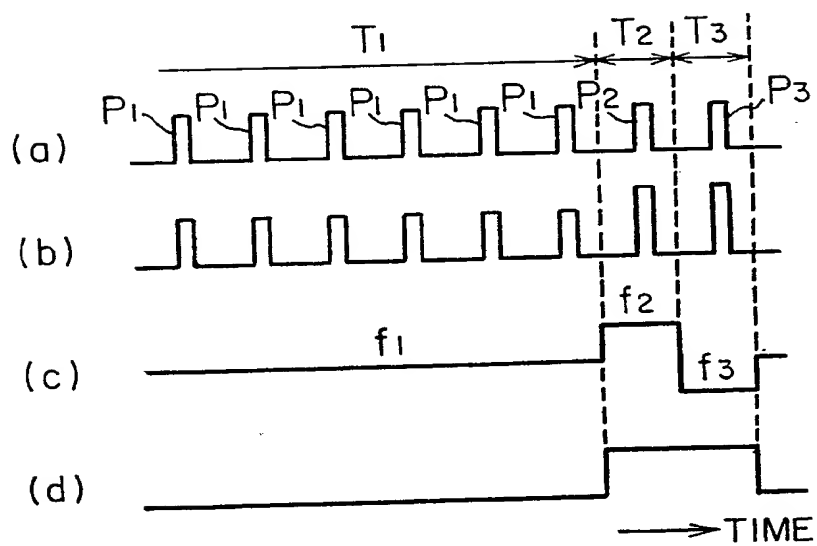 T1 T2 T3
P1 P1 P1 P1 P1 P1 P2 P3
(a)
(b)
f2
f1
f3
(c)
(d)
TIME